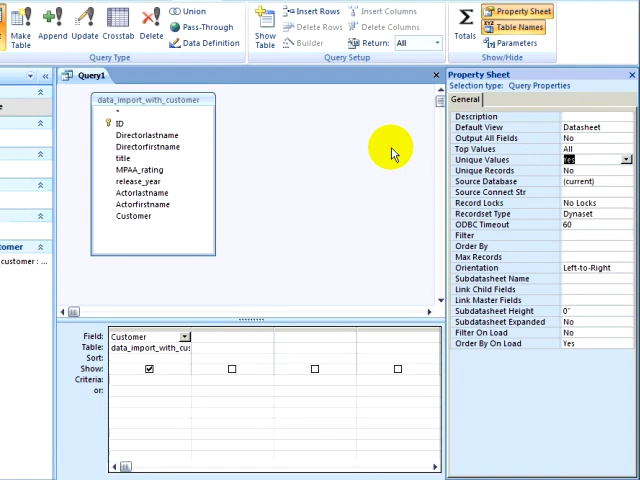 Make Table
Append
Update
Crosstab
Delete
Union
Pass-Through
Data Definition
Query Type
Show Table
Insert Rows
Delete Rows
Builder
Insert Columns
Delete Columns
Return: All
Query Setup
Totals
Property Sheet
Table Names
Parameters
Show/Hide
Query1
data_import_with_customer
*
ID
Directorlastname
Directorfirstname
title
MPAA_rating
release_year
Actorlastname
Actorfirstname
Customer
tomer
customer : ...
Field: Customer
Table: data_import_with_cus
Sort:
Show:
Criteria:
or:
Property Sheet
Selection type: Query Properties
General
Description
Default View Datasheet
Output All Fields No
Top Values All
Unique Values Yes
Unique Records No
Source Database (current)
Source Connect Str
Record Locks No Locks
Recordset Type Dynaset
ODBC Timeout 60
Filter
Order By
Max Records
Orientation Left-to-Right
Subdatasheet Name
Link Child Fields
Link Master Fields
Subdatasheet Height 0"
Subdatasheet Expanded No
Filter On Load No
Order By On Load Yes